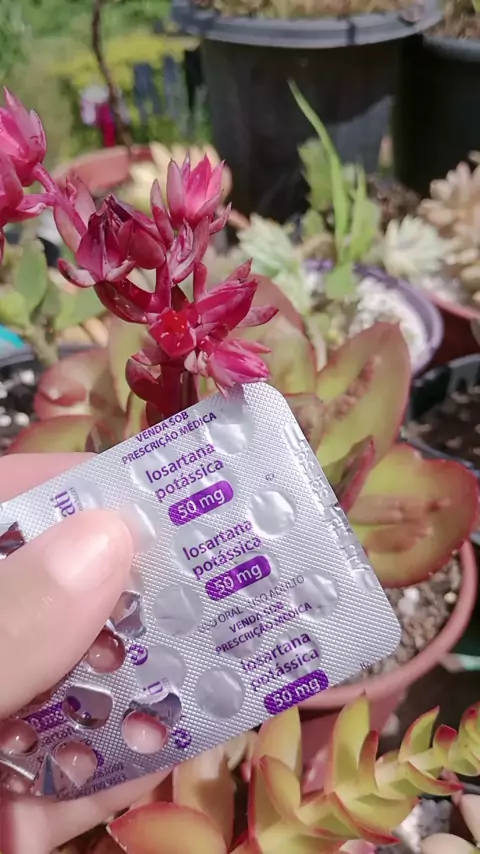 VENDA SOB
PRESCRIÇÃO MÉDICA
losartana
potássica
50 mg
losartana
potássica
50 mg
USO ORAL - USO ADULTO
VENDA SOB
PRESCRIÇÃO MÉDICA
losartana
potássica
50 mg